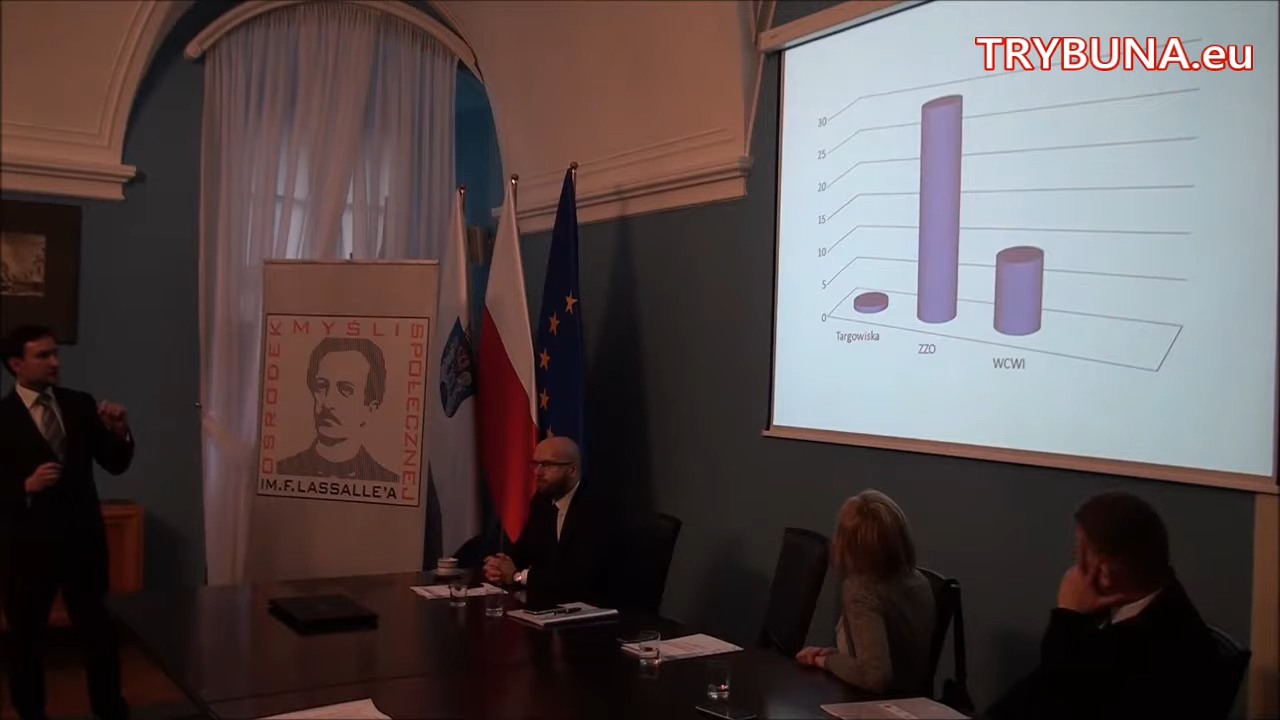 TRYBUNA.eu
30
25
20
15
10
5
0
Targowiska
ZZO
WCWI
OŚRODEK MYŚLI SPOŁECZNEJ
IM.F.LASSALLE'A